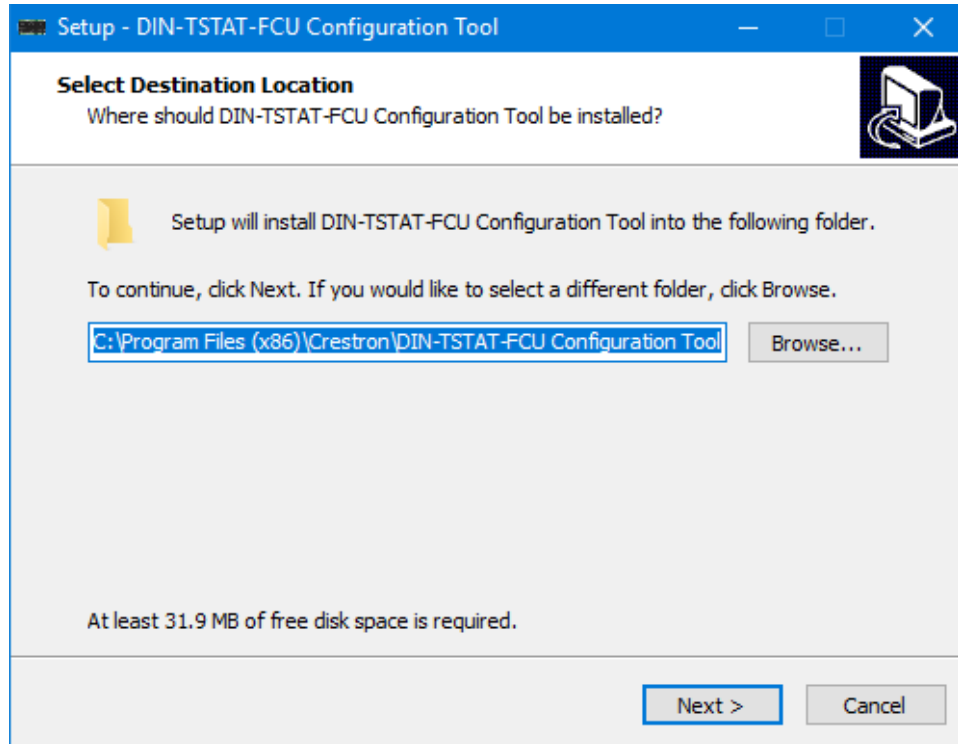 Setup - DIN-TSTAT-FCU Configuration Tool
Select Destination Location
Where should DIN-TSTAT-FCU Configuration Tool be installed?
Setup will install DIN-TSTAT-FCU Configuration Tool into the following folder.
To continue, click Next. If you would like to select a different folder, click Browse.
C:\Program Files (x86)\Crestron\DIN-TSTAT-FCU Configuration Tool
Browse...
At least 31.9 MB of free disk space is required.
Next >
Cancel